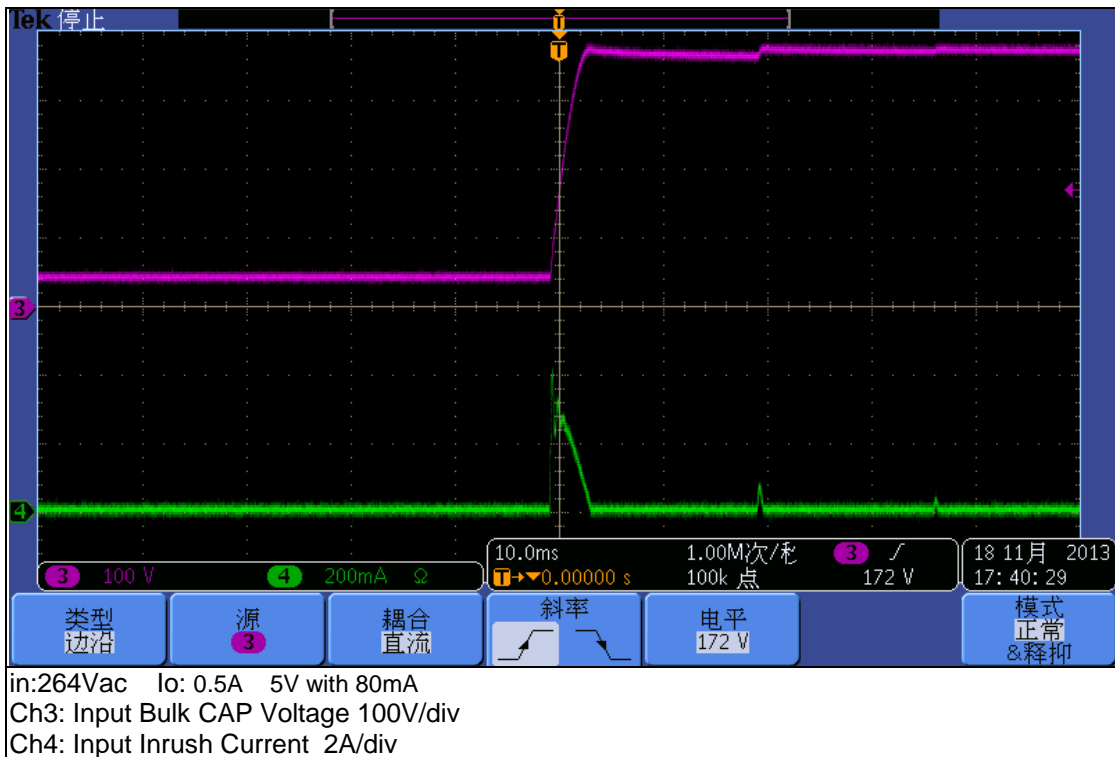 Tek 停止
T
T
3
4
3 100 V 4 200mA Ω
10.0ms 1.00M次/秒 3
T→▼0.00000 s 100k 点 172 V
18 11月 2013
17:40:29
类型
边沿
源
3
耦合
直流
斜率
电平
172 V
模式
正常
&释抑
in:264Vac Io: 0.5A 5V with 80mA
Ch3: Input Bulk CAP Voltage 100V/div
Ch4: Input Inrush Current 2A/div